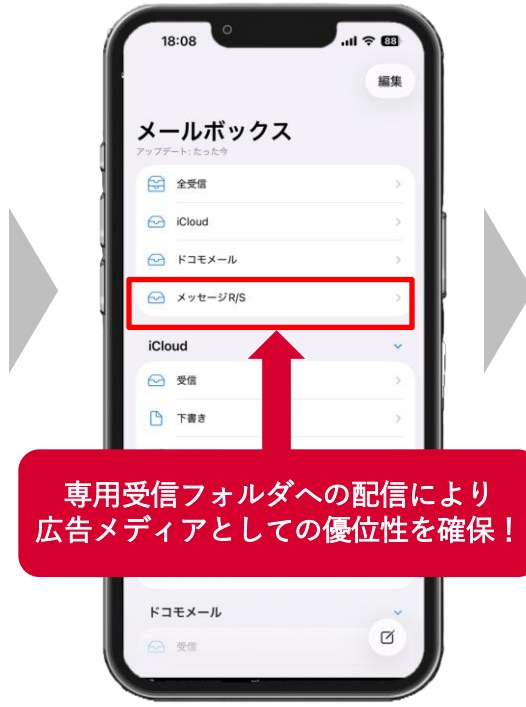 18:08
88
編集
メールボックス
アップデート: たった今
全受信
iCloud
ドコモメール
メッセージR/S
iCloud
受信
下書き
専用受信フォルダへの配信により
広告メディアとしての優位性を確保！
ドコモメール
受信